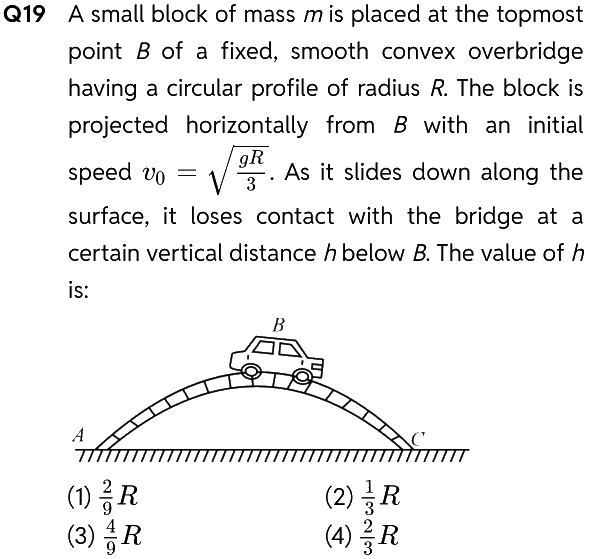 Q19 A small block of mass m is placed at the topmost
point B of a fixed, smooth convex overbridge
having a circular profile of radius R. The block is
projected horizontally from B with an initial
speed v₀ = √(gR/3). As it slides down along the
surface, it loses contact with the bridge at a
certain vertical distance h below B. The value of h
is:
B
A
C
(1) 2/9 R (2) 1/3 R
(3) 4/9 R (4) 2/3 R